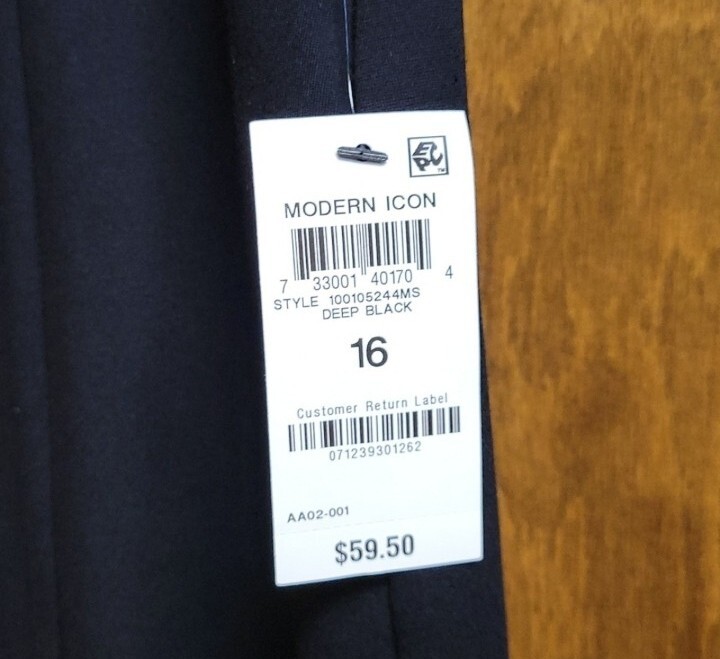 EPC™
MODERN ICON
7 33001 40170 4
STYLE 100105244MS
DEEP BLACK
16
Customer Return Label
071239301262
AA02-001
$59.50